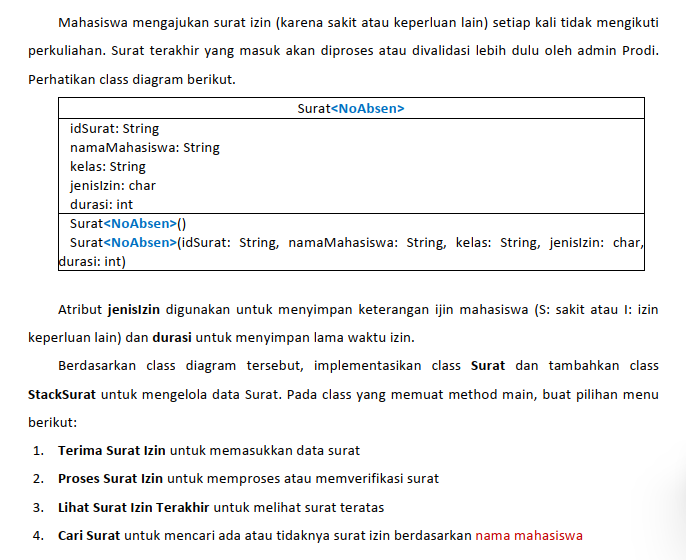 Mahasiswa mengajukan surat izin (karena sakit atau keperluan lain) setiap kali tidak mengikuti
perkuliahan. Surat terakhir yang masuk akan diproses atau divalidasi lebih dulu oleh admin Prodi.
Perhatikan class diagram berikut.
Surat<NoAbsen>
idSurat: String
namaMahasiswa: String
kelas: String
jenisIzin: char
durasi: int
Surat<NoAbsen>()
Surat<NoAbsen>(idSurat: String, namaMahasiswa: String, kelas: String, jenisIzin: char,
durasi: int)
Atribut jenisIzin digunakan untuk menyimpan keterangan ijin mahasiswa (S: sakit atau I: izin
keperluan lain) dan durasi untuk menyimpan lama waktu izin.
Berdasarkan class diagram tersebut, implementasikan class Surat dan tambahkan class
StackSurat untuk mengelola data Surat. Pada class yang memuat method main, buat pilihan menu
berikut:
1. Terima Surat Izin untuk memasukkan data surat
2. Proses Surat Izin untuk memproses atau memverifikasi surat
3. Lihat Surat Izin Terakhir untuk melihat surat teratas
4. Cari Surat untuk mencari ada atau tidaknya surat izin berdasarkan nama mahasiswa